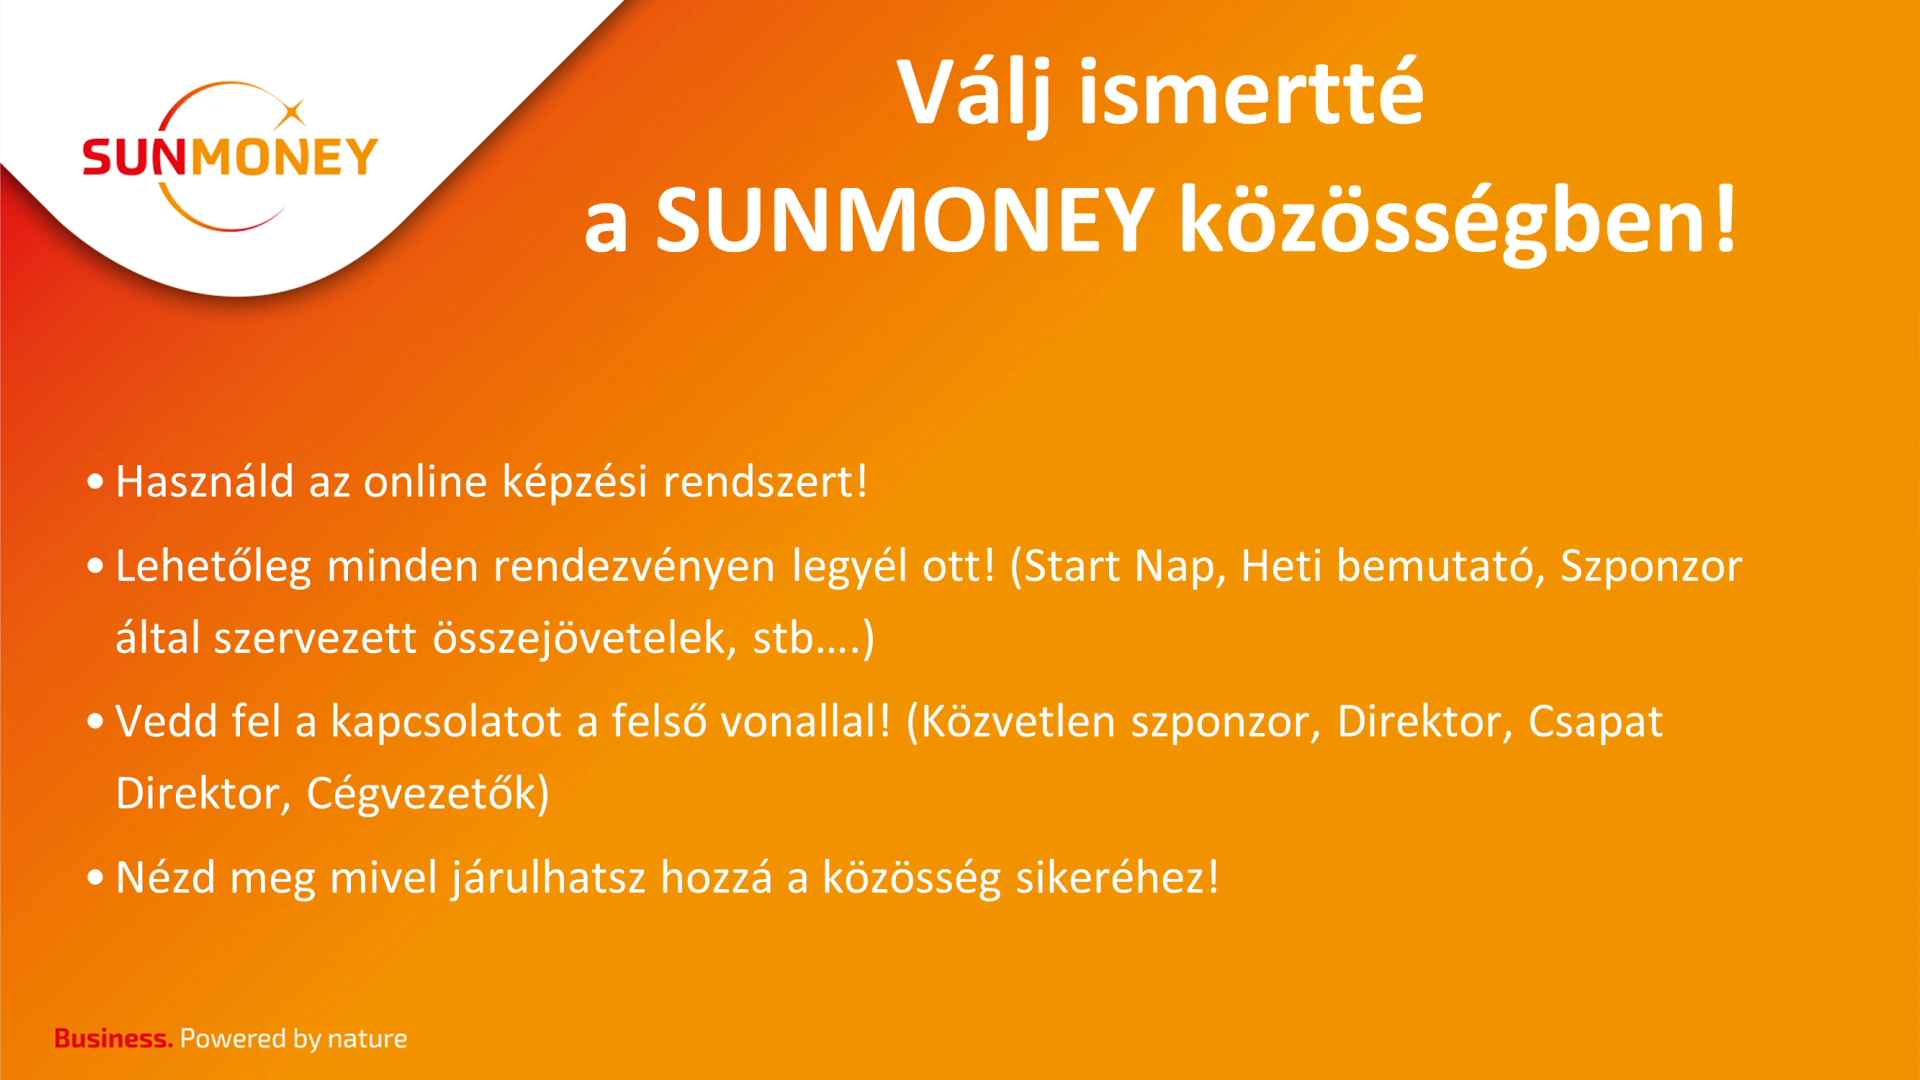 SUNMONEY
Válj ismertté
a SUNMONEY közösségben!
• Használd az online képzési rendszert!
• Lehetőleg minden rendezvényen legyél ott! (Start Nap, Heti bemutató, Szponzor
által szervezett összejövetelek, stb....)
• Vedd fel a kapcsolatot a felső vonallal! (Közvetlen szponzor, Direktor, Csapat
Direktor, Cégvezetők)
• Nézd meg mivel járulhatsz hozzá a közösség sikeréhez!
Business. Powered by nature